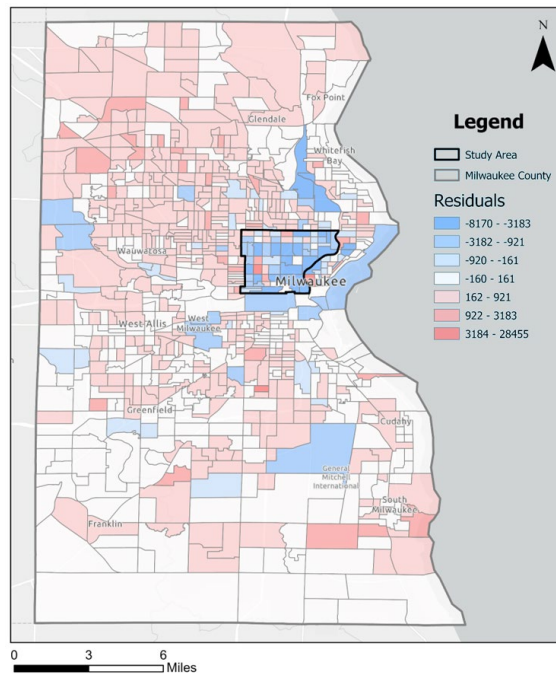 N
Fox Point
Glendale
Whitefish
Bay
Wauwatosa
Milwaukee
West Allis
West
Milwaukee
Greenfield
Cudahy
General
Mitchell
International
South
Milwaukee
Franklin
Legend
Study Area
Milwaukee County
Residuals
-8170 - -3183
-3182 - -921
-920 - -161
-160 - 161
162 - 921
922 - 3183
3184 - 28455
0 3 6
Miles